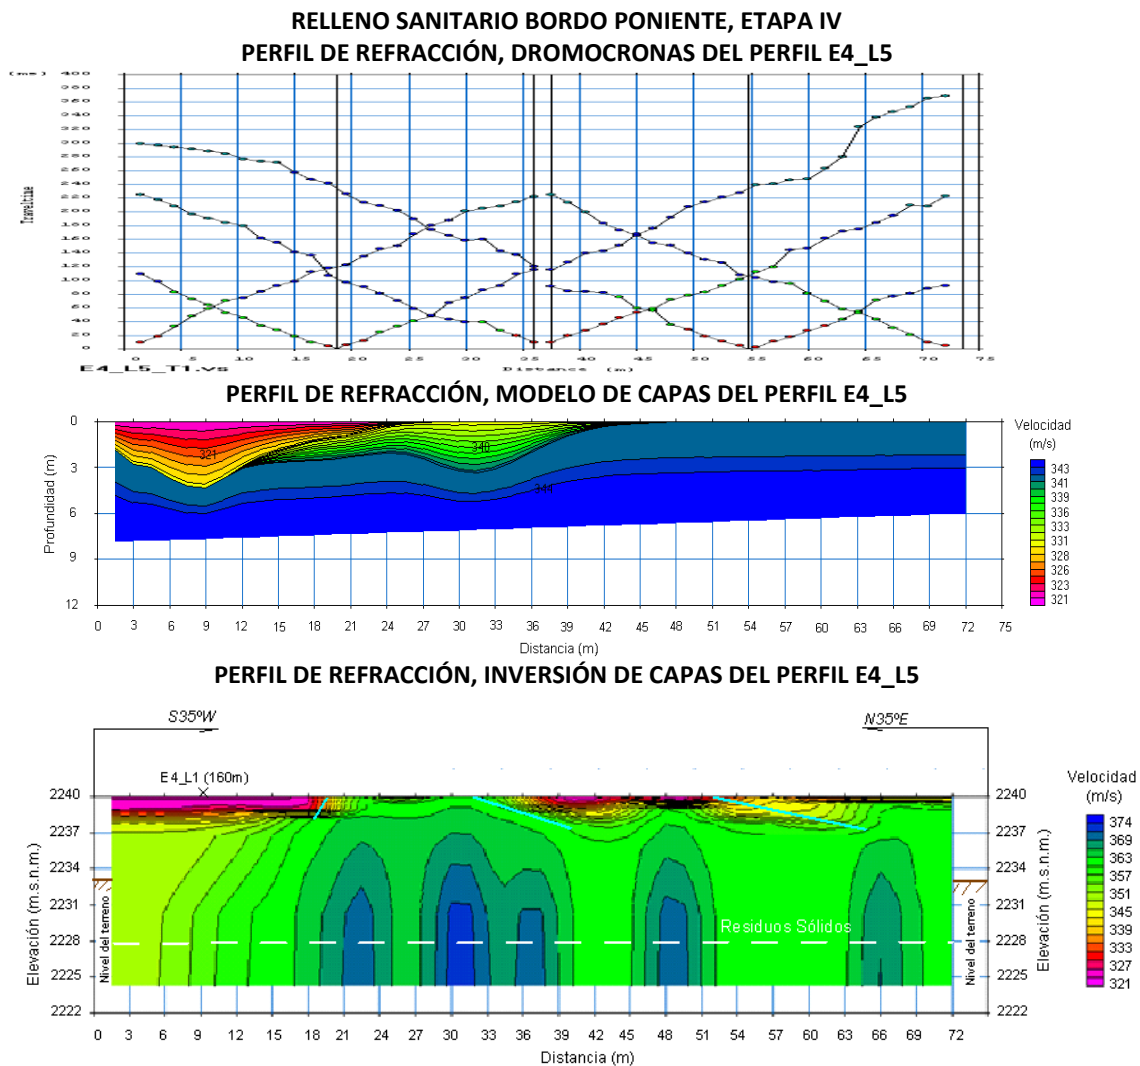 RELLENO SANITARIO BORDO PONIENTE, ETAPA IV
PERFIL DE REFRACCIÓN, DROMOCRONAS DEL PERFIL E4_L5
(ms)
400
380
360
340
320
300
280
260
240
220
200
180
160
140
120
100
80
60
40
20
0
Traveltime
0 5 10 15 20 25 30 35 40 45 50 55 60 65 70 75
E4_L5_T1.vs
Distance (m)
PERFIL DE REFRACCIÓN, MODELO DE CAPAS DEL PERFIL E4_L5
0
3
6
9
12
Profundidad (m)
321
340
344
0 3 6 9 12 15 18 21 24 27 30 33 36 39 42 45 48 51 54 57 60 63 66 69 72 75
Distancia (m)
Velocidad
(m/s)
343
341
339
336
333
331
328
326
323
321
PERFIL DE REFRACCIÓN, INVERSIÓN DE CAPAS DEL PERFIL E4_L5
S35ºW
N35ºE
E4_L1 (160m)
2240
2237
2234
2231
2228
2225
2222
Elevación (m.s.n.m.)
Nivel del terreno
Residuos Sólidos
Nivel del terreno
2240
2237
2234
2231
2228
2225
2222
Elevación (m.s.n.m.)
0 3 6 9 12 15 18 21 24 27 30 33 36 39 42 45 48 51 54 57 60 63 66 69 72
Distancia (m)
Velocidad
(m/s)
374
369
363
357
351
345
339
333
327
321